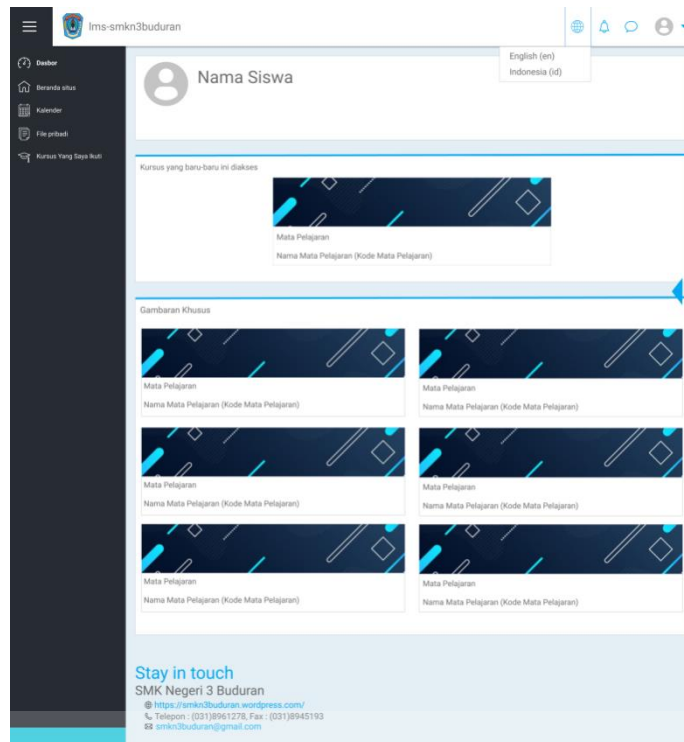 lms-smkn3buduran
English (en)
Indonesia (id)
Dasbor
Beranda situs
Kalender
File pribadi
Kursus Yang Saya Ikuti
Nama Siswa
Kursus yang baru-baru ini diakses
Mata Pelajaran
Nama Mata Pelajaran (Kode Mata Pelajaran)
Gambaran Khusus
Mata Pelajaran
Nama Mata Pelajaran (Kode Mata Pelajaran)
Mata Pelajaran
Nama Mata Pelajaran (Kode Mata Pelajaran)
Mata Pelajaran
Nama Mata Pelajaran (Kode Mata Pelajaran)
Mata Pelajaran
Nama Mata Pelajaran (Kode Mata Pelajaran)
Mata Pelajaran
Nama Mata Pelajaran (Kode Mata Pelajaran)
Mata Pelajaran
Nama Mata Pelajaran (Kode Mata Pelajaran)
Stay in touch
SMK Negeri 3 Buduran
https://smkn3buduran.wordpress.com/
Telepon : (031)8961278, Fax : (031)8945193
smkn3buduran@gmail.com